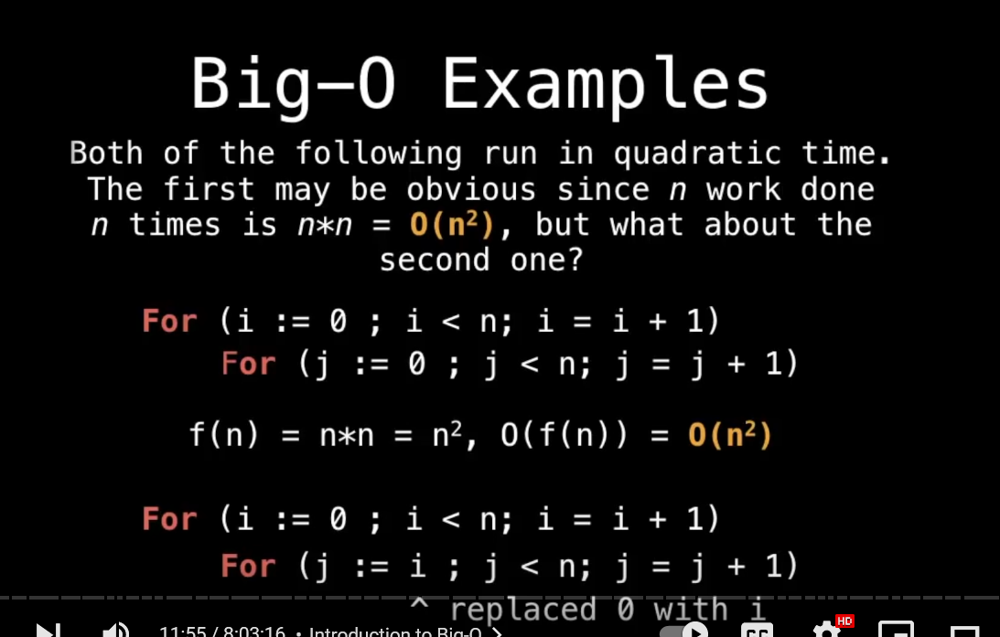 Big-O Examples
Both of the following run in quadratic time.
The first may be obvious since n work done
n times is n*n = O(n²), but what about the
second one?
For (i := 0 ; i < n; i = i + 1)
For (j := 0 ; j < n; j = j + 1)
f(n) = n*n = n², O(f(n)) = O(n²)
For (i := 0 ; i < n; i = i + 1)
For (j := i ; j < n; j = j + 1)
^ replaced 0 with i
11:55 / 8:03:16 • Introduction to Big-O >
CC
HD